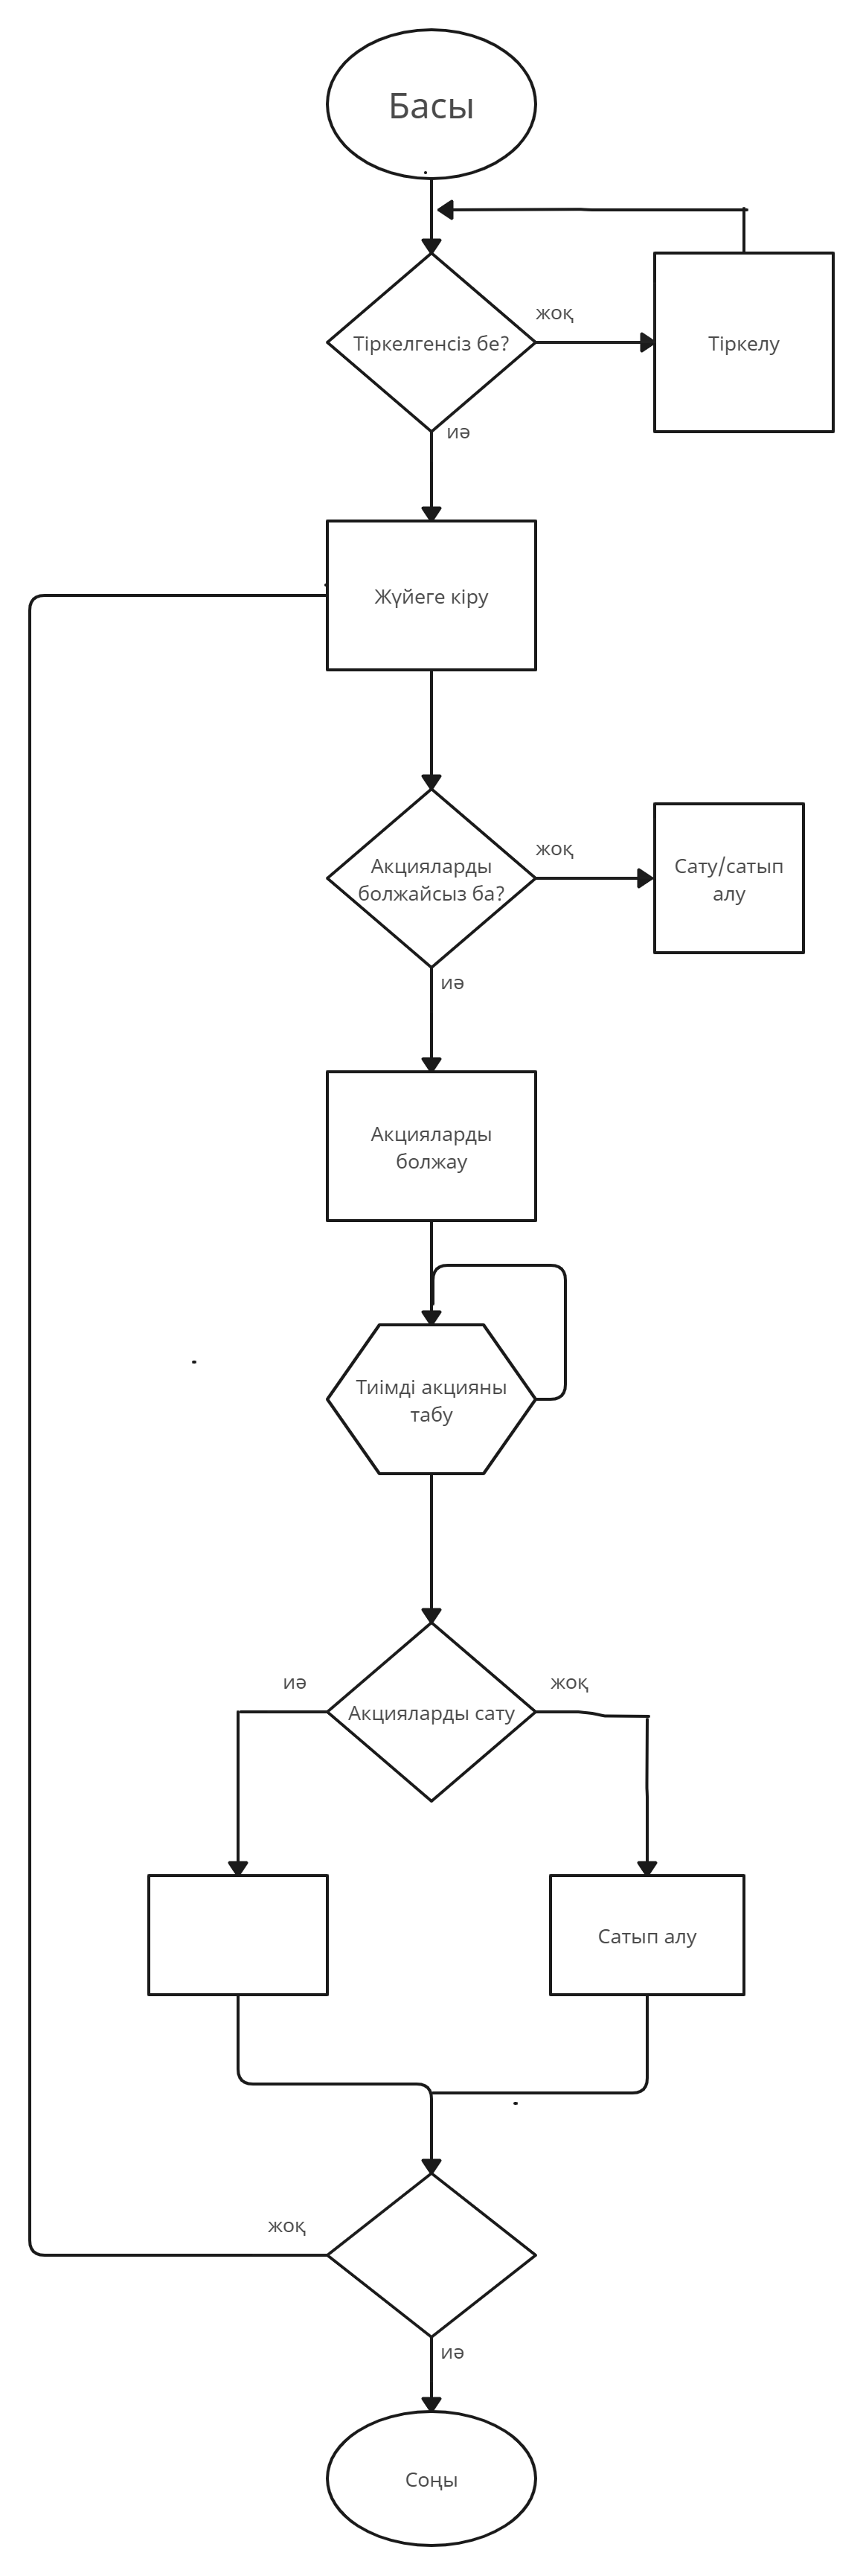 Басы
жоқ
Тіркелгенсіз бе?
Тіркелу
иә
Жүйеге кіру
жоқ
Акцияларды
болжайсыз ба?
Сату/сатып
алу
иә
Акцияларды
болжау
Тиімді акцияны
табу
иә
жоқ
Акцияларды сату
Сатып алу
жоқ
иә
Соңы